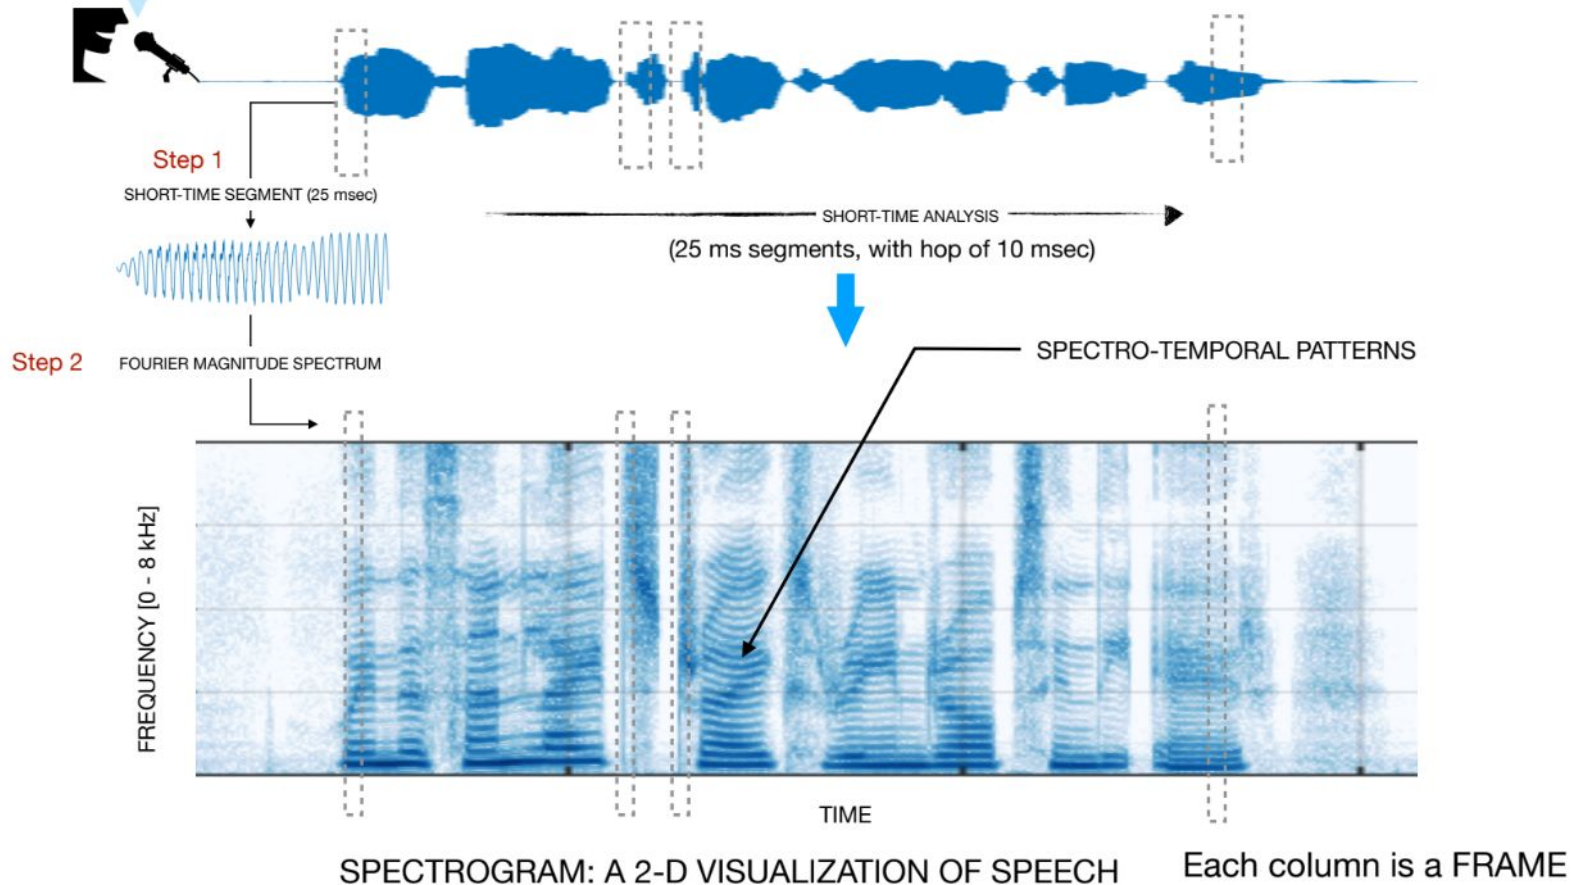 Step 1
SHORT-TIME SEGMENT (25 msec)
SHORT-TIME ANALYSIS
(25 ms segments, with hop of 10 msec)
Step 2
FOURIER MAGNITUDE SPECTRUM
SPECTRO-TEMPORAL PATTERNS
FREQUENCY [0 - 8 kHz]
TIME
SPECTROGRAM: A 2-D VISUALIZATION OF SPEECH
Each column is a FRAME